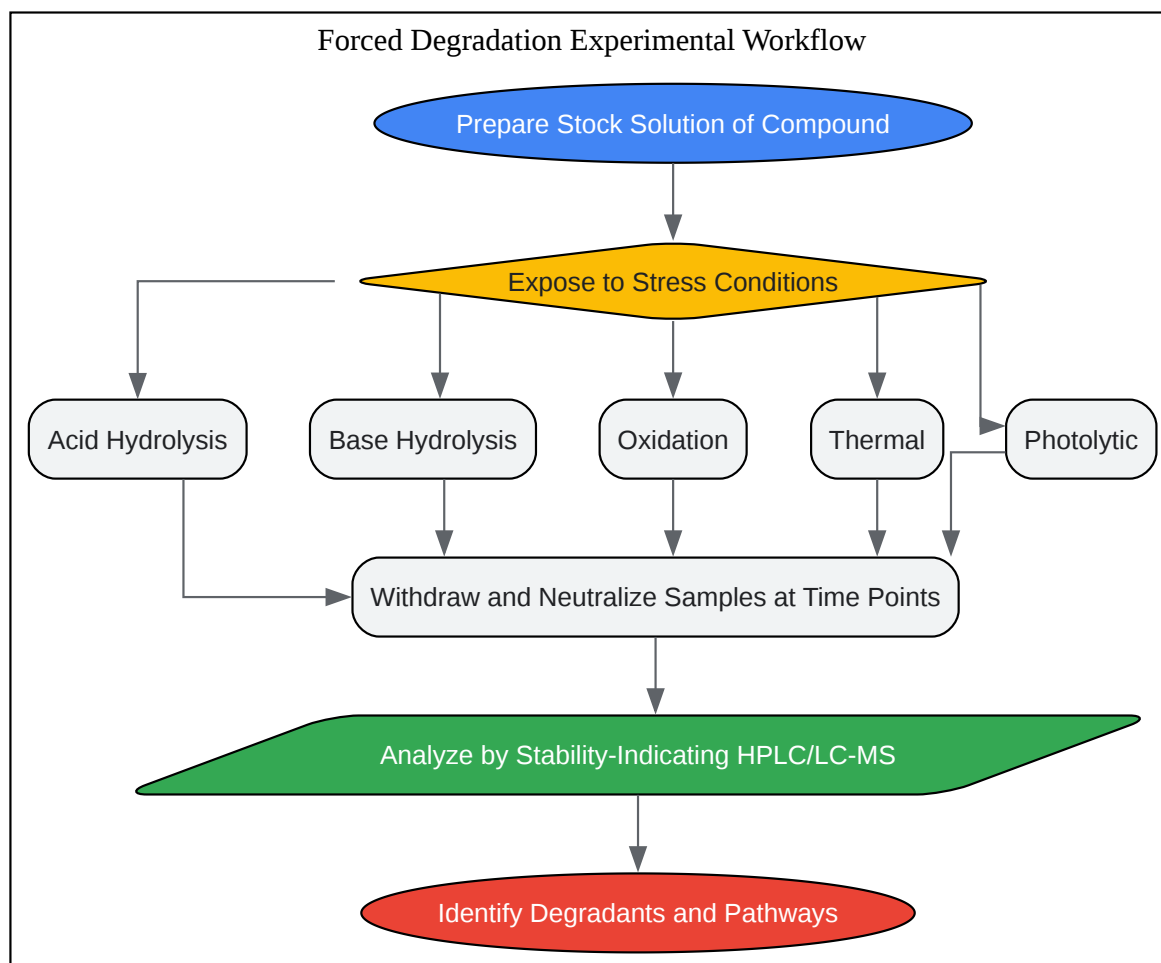 Forced Degradation Experimental Workflow
Prepare Stock Solution of Compound
Expose to Stress Conditions
Acid Hydrolysis
Base Hydrolysis
Oxidation
Thermal
Photolytic
Withdraw and Neutralize Samples at Time Points
Analyze by Stability-Indicating HPLC/LC-MS
Identify Degradants and Pathways